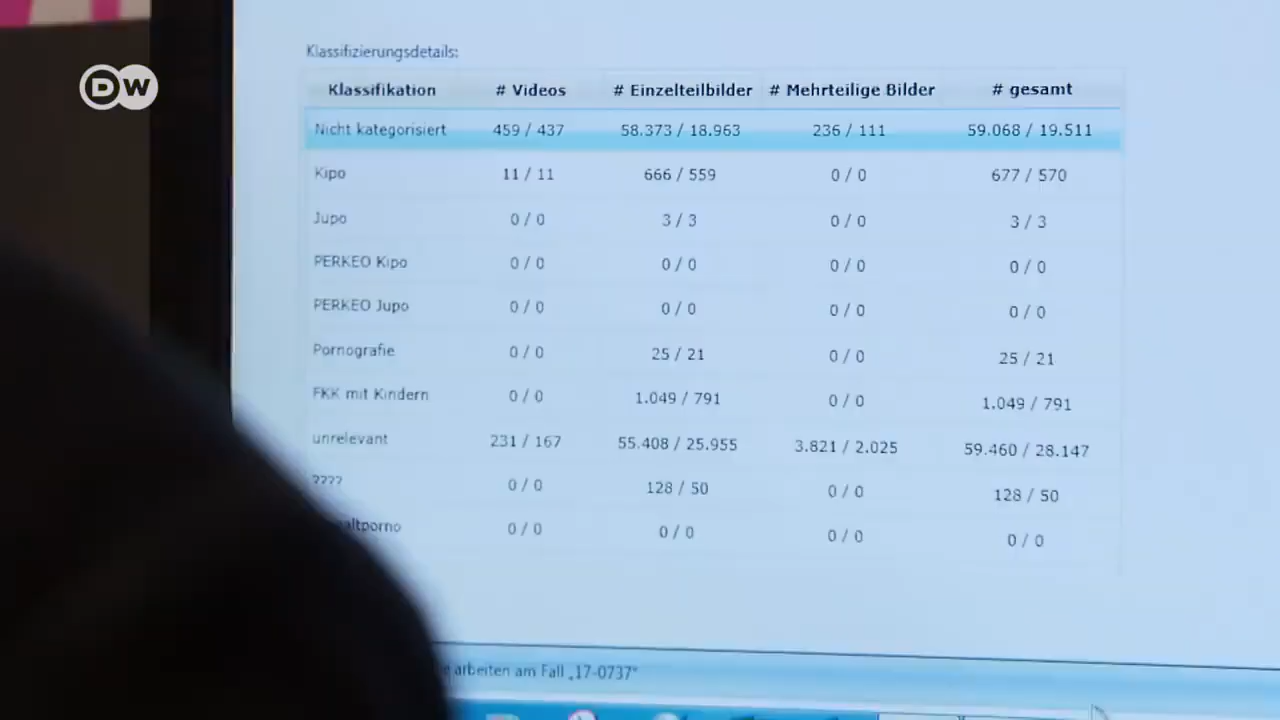 DW
Klassifizierungsdetails:
Klassifikation # Videos # Einzelteilbilder # Mehrteilige Bilder # gesamt
Nicht kategorisiert 459 / 437 58.373 / 18.963 236 / 111 59.068 / 19.511
Kipo 11 / 11 666 / 559 0 / 0 677 / 570
Jupo 0 / 0 3 / 3 0 / 0 3 / 3
PERKEO Kipo 0 / 0 0 / 0 0 / 0 0 / 0
PERKEO Jupo 0 / 0 0 / 0 0 / 0 0 / 0
Pornografie 0 / 0 25 / 21 0 / 0 25 / 21
FKK mit Kindern 0 / 0 1.049 / 791 0 / 0 1.049 / 791
unrelevant 231 / 167 55.408 / 25.955 3.821 / 2.025 59.460 / 28.147
???? 0 / 0 128 / 50 0 / 0 128 / 50
altporno 0 / 0 0 / 0 0 / 0 0 / 0
arbeiten am Fall „17-0737"